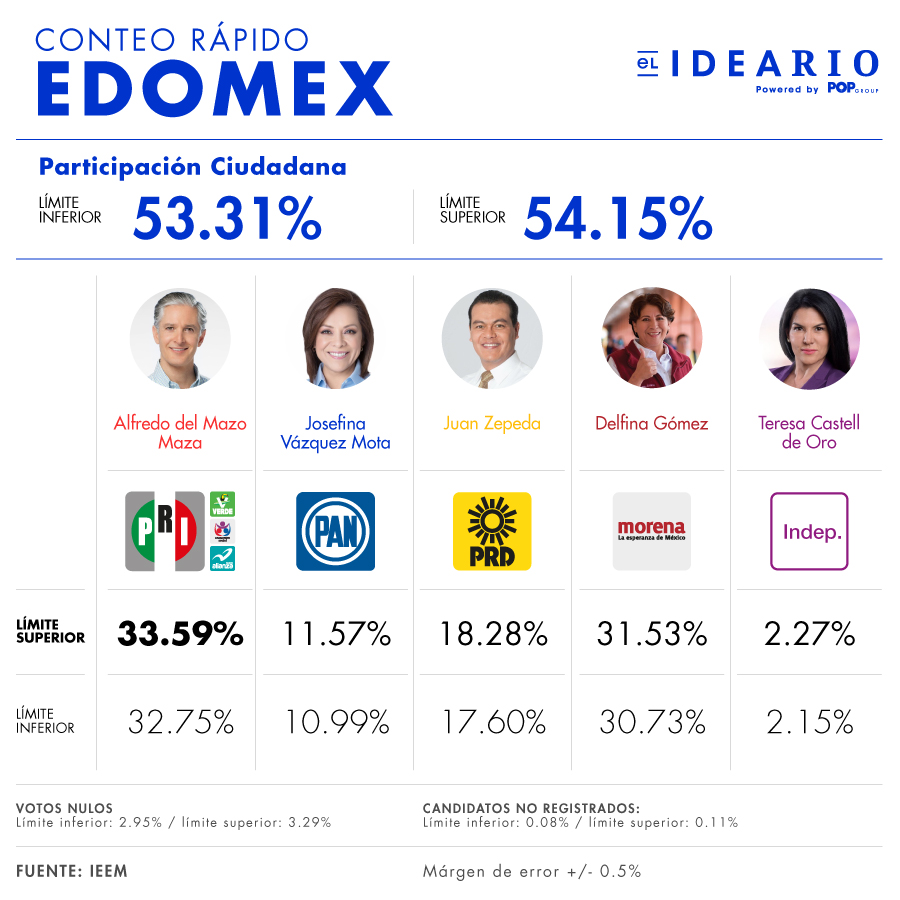 CONTEO RÁPIDO
EDOMEX
eL IDEARIO
Powered by POP GROUP
Participación Ciudadana
LÍMITE
INFERIOR
53.31%
LÍMITE
SUPERIOR
54.15%
Alfredo del Mazo
Maza
Josefina
Vázquez Mota
Juan Zepeda
Delfina Gómez
Teresa Castell
de Oro
PRI
VERDE
alianza
PAN
PRD
morena
La esperanza de México
Indep.
LÍMITE
SUPERIOR
33.59%
11.57%
18.28%
31.53%
2.27%
LÍMITE
INFERIOR
32.75%
10.99%
17.60%
30.73%
2.15%
VOTOS NULOS
Límite inferior: 2.95% / límite superior: 3.29%
CANDIDATOS NO REGISTRADOS:
Límite inferior: 0.08% / límite superior: 0.11%
FUENTE: IEEM
Márgen de error +/- 0.5%